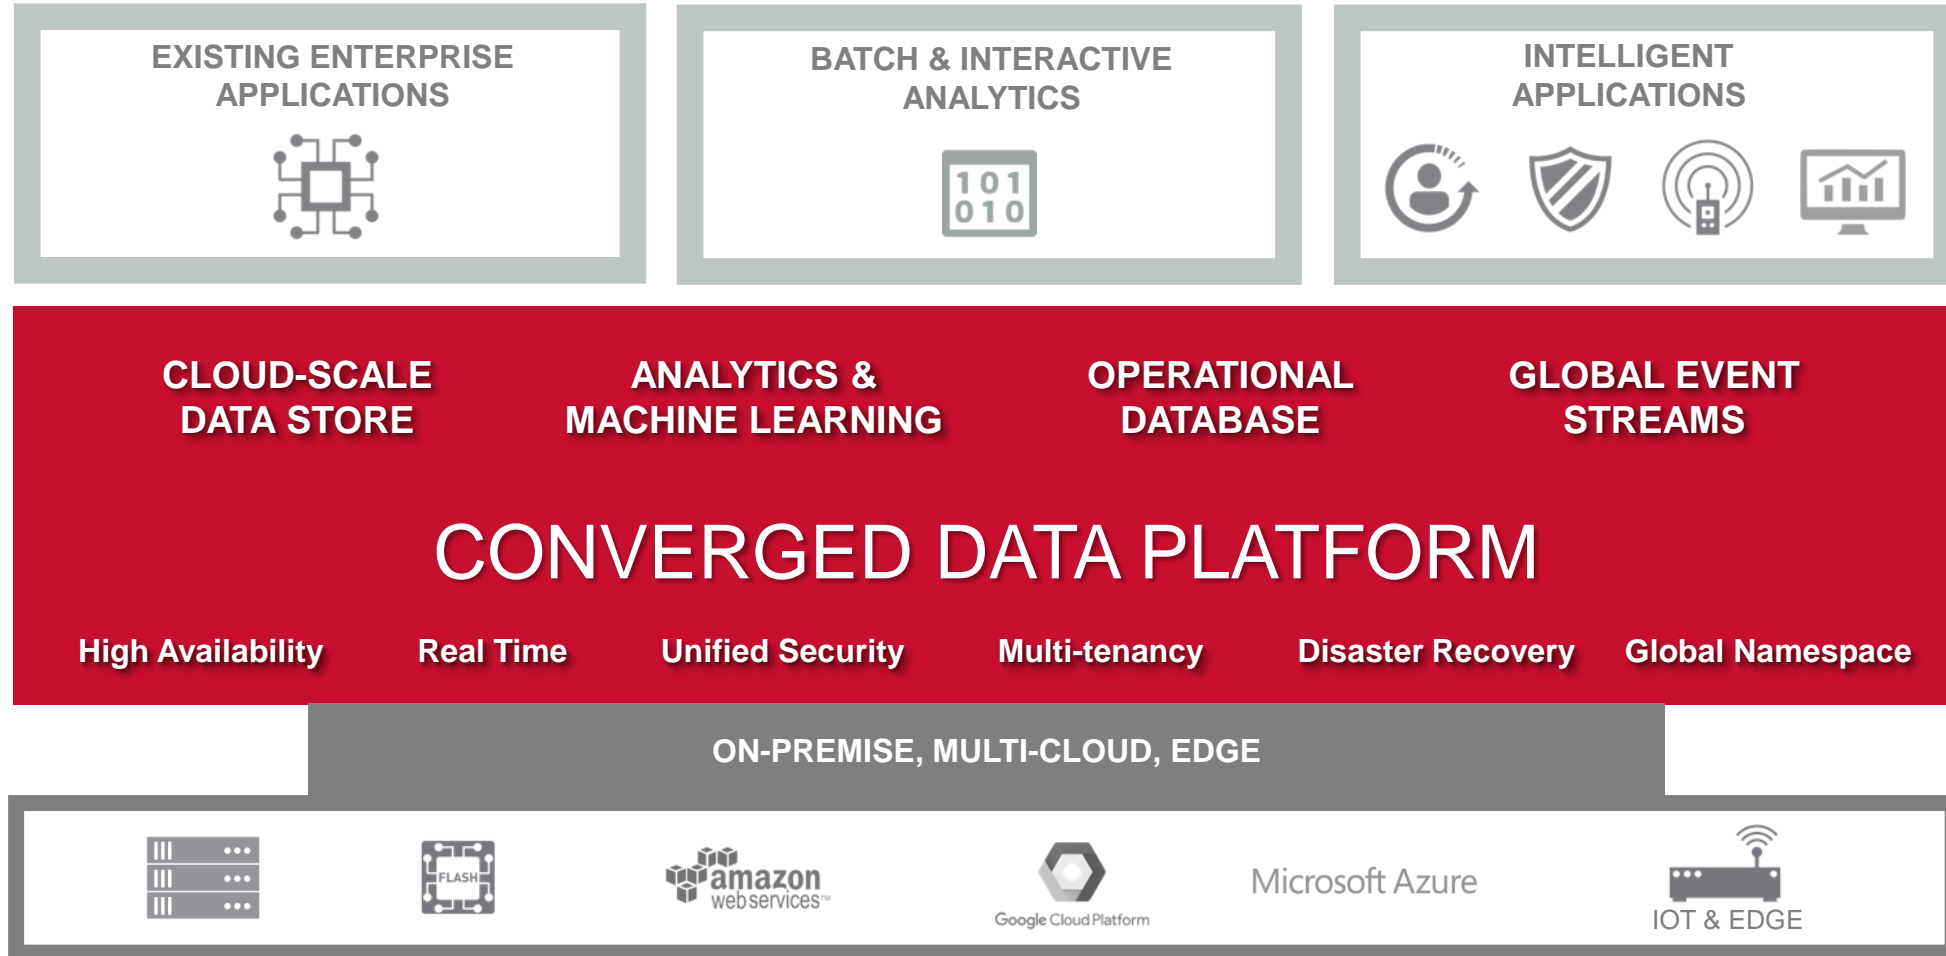 EXISTING ENTERPRISE
APPLICATIONS
BATCH & INTERACTIVE
ANALYTICS
101
010
INTELLIGENT
APPLICATIONS
CLOUD-SCALE
DATA STORE
ANALYTICS &
MACHINE LEARNING
OPERATIONAL
DATABASE
GLOBAL EVENT
STREAMS
CONVERGED DATA PLATFORM
High Availability
Real Time
Unified Security
Multi-tenancy
Disaster Recovery
Global Namespace
ON-PREMISE, MULTI-CLOUD, EDGE
FLASH
amazon
web services™
Google Cloud Platform
Microsoft Azure
IOT & EDGE